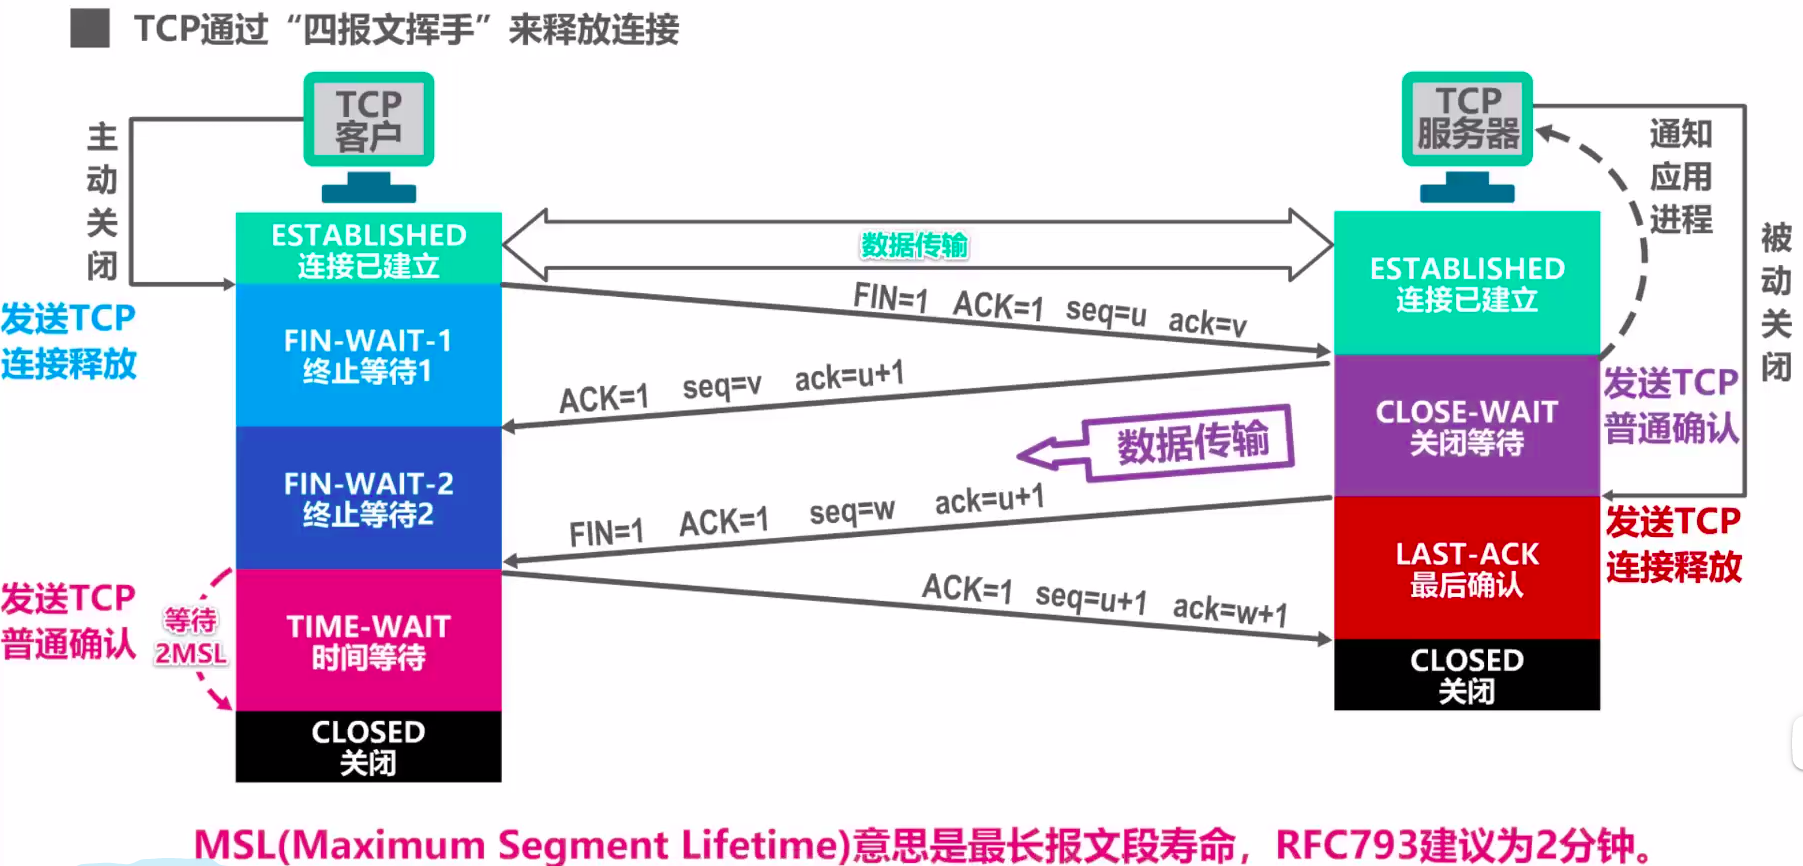 TCP通过“四报文挥手”来释放连接
TCP
客户
TCP
服务器
主
动
关
闭
通知
应用
进程
被
动
关
闭
ESTABLISHED
连接已建立
数据传输
ESTABLISHED
连接已建立
发送TCP
连接释放
FIN=1 ACK=1 seq=u ack=v
FIN-WAIT-1
终止等待1
ACK=1 seq=v ack=u+1
发送TCP
普通确认
CLOSE-WAIT
关闭等待
数据传输
FIN-WAIT-2
终止等待2
FIN=1 ACK=1 seq=w ack=u+1
发送TCP
连接释放
LAST-ACK
最后确认
发送TCP
普通确认
等待
2MSL
TIME-WAIT
时间等待
ACK=1 seq=u+1 ack=w+1
CLOSED
关闭
CLOSED
关闭
MSL(Maximum Segment Lifetime)意思是最长报文段寿命，RFC793建议为2分钟。